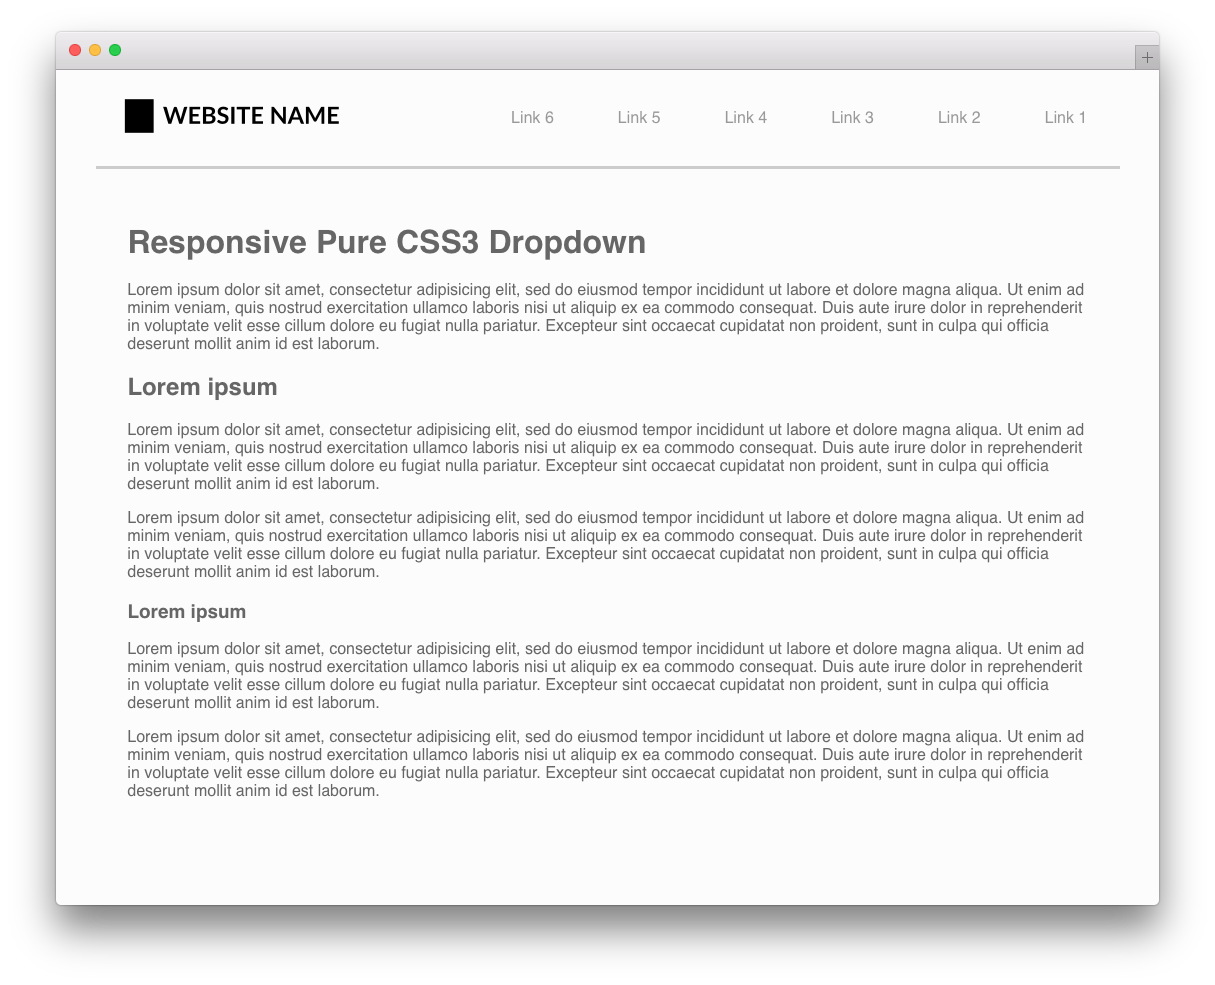 WEBSITE NAME
Link 6 Link 5 Link 4 Link 3 Link 2 Link 1
Responsive Pure CSS3 Dropdown
Lorem ipsum dolor sit amet, consectetur adipisicing elit, sed do eiusmod tempor incididunt ut labore et dolore magna aliqua. Ut enim ad
minim veniam, quis nostrud exercitation ullamco laboris nisi ut aliquip ex ea commodo consequat. Duis aute irure dolor in reprehenderit
in voluptate velit esse cillum dolore eu fugiat nulla pariatur. Excepteur sint occaecat cupidatat non proident, sunt in culpa qui officia
deserunt mollit anim id est laborum.
Lorem ipsum
Lorem ipsum dolor sit amet, consectetur adipisicing elit, sed do eiusmod tempor incididunt ut labore et dolore magna aliqua. Ut enim ad
minim veniam, quis nostrud exercitation ullamco laboris nisi ut aliquip ex ea commodo consequat. Duis aute irure dolor in reprehenderit
in voluptate velit esse cillum dolore eu fugiat nulla pariatur. Excepteur sint occaecat cupidatat non proident, sunt in culpa qui officia
deserunt mollit anim id est laborum.
Lorem ipsum dolor sit amet, consectetur adipisicing elit, sed do eiusmod tempor incididunt ut labore et dolore magna aliqua. Ut enim ad
minim veniam, quis nostrud exercitation ullamco laboris nisi ut aliquip ex ea commodo consequat. Duis aute irure dolor in reprehenderit
in voluptate velit esse cillum dolore eu fugiat nulla pariatur. Excepteur sint occaecat cupidatat non proident, sunt in culpa qui officia
deserunt mollit anim id est laborum.
Lorem ipsum
Lorem ipsum dolor sit amet, consectetur adipisicing elit, sed do eiusmod tempor incididunt ut labore et dolore magna aliqua. Ut enim ad
minim veniam, quis nostrud exercitation ullamco laboris nisi ut aliquip ex ea commodo consequat. Duis aute irure dolor in reprehenderit
in voluptate velit esse cillum dolore eu fugiat nulla pariatur. Excepteur sint occaecat cupidatat non proident, sunt in culpa qui officia
deserunt mollit anim id est laborum.
Lorem ipsum dolor sit amet, consectetur adipisicing elit, sed do eiusmod tempor incididunt ut labore et dolore magna aliqua. Ut enim ad
minim veniam, quis nostrud exercitation ullamco laboris nisi ut aliquip ex ea commodo consequat. Duis aute irure dolor in reprehenderit
in voluptate velit esse cillum dolore eu fugiat nulla pariatur. Excepteur sint occaecat cupidatat non proident, sunt in culpa qui officia
deserunt mollit anim id est laborum.